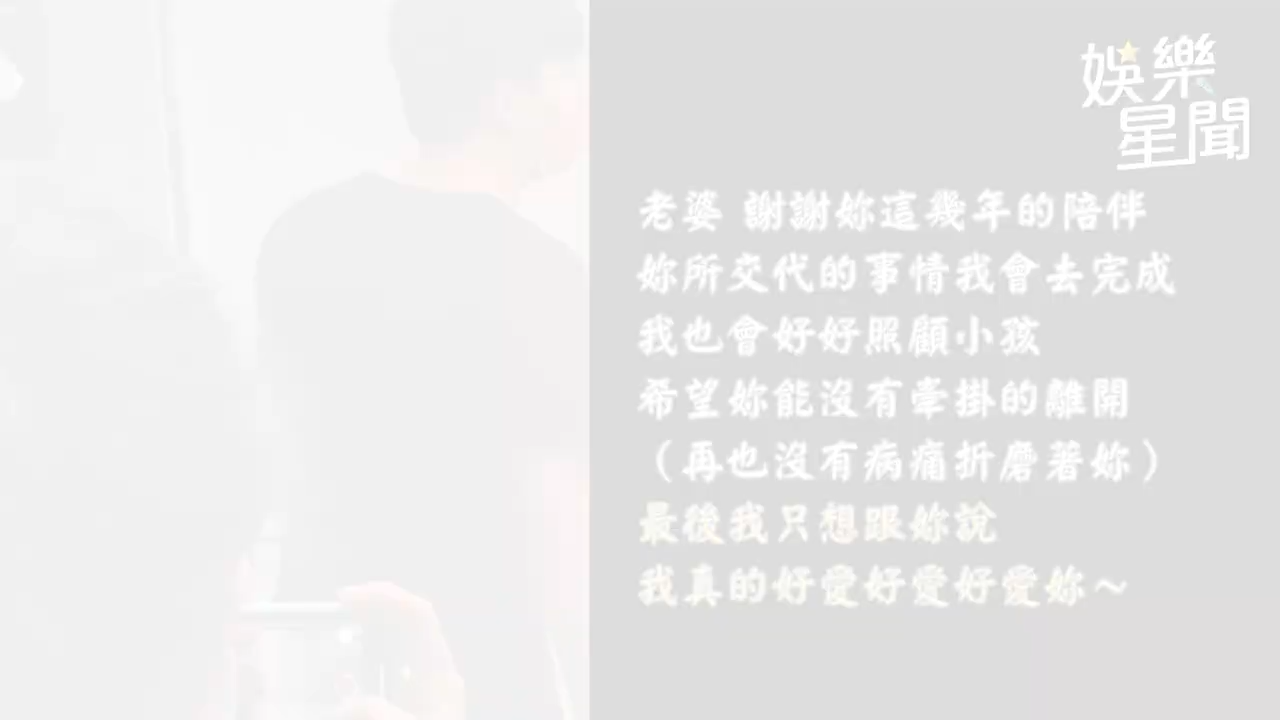 娛樂
星聞
老婆 謝謝妳這幾年的陪伴
妳所交代的事情我會去完成
我也會好好照顧小孩
希望妳能沒有牽掛的離開
（再也沒有病痛折磨著妳）
最後我只想跟妳說
我真的好愛好愛好愛妳～